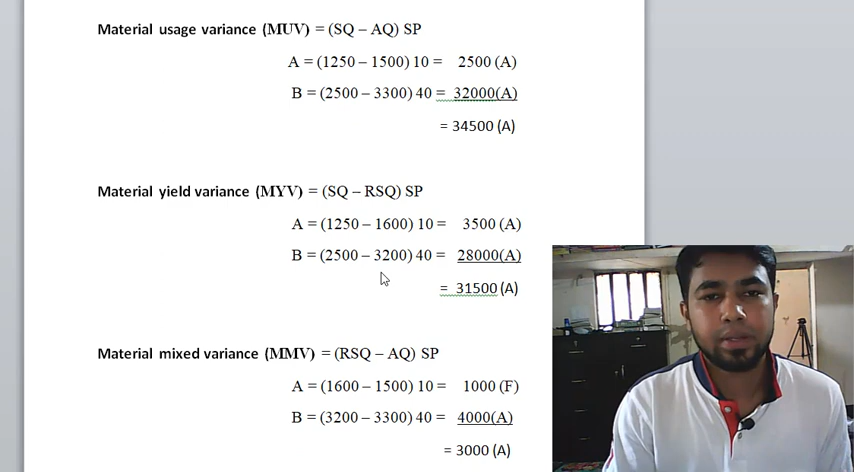 Material usage variance (MUV) = (SQ – AQ) SP
A = (1250 – 1500) 10 = 2500 (A)
B = (2500 – 3300) 40 = 32000(A)
= 34500 (A)
Material yield variance (MYV) = (SQ – RSQ) SP
A = (1250 – 1600) 10 = 3500 (A)
B = (2500 – 3200) 40 = 28000(A)
= 31500 (A)
Material mixed variance (MMV) = (RSQ – AQ) SP
A = (1600 – 1500) 10 = 1000 (F)
B = (3200 – 3300) 40 = 4000(A)
= 3000 (A)